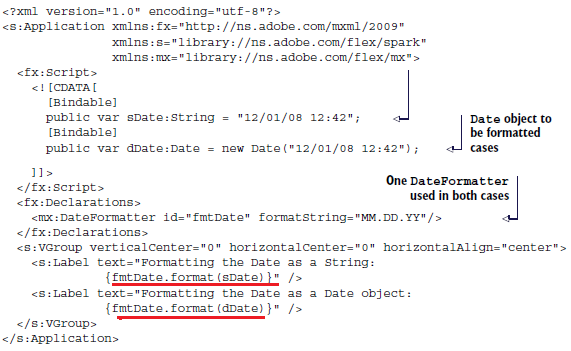 <?xml version="1.0" encoding="utf-8"?>
<s:Application xmlns:fx="http://ns.adobe.com/mxml/2009"
xmlns:s="library://ns.adobe.com/flex/spark"
xmlns:mx="library://ns.adobe.com/flex/mx">
<fx:Script>
<![CDATA[
[Bindable]
public var sDate:String = "12/01/08 12:42";
[Bindable]
public var dDate:Date = new Date("12/01/08 12:42");
Date object to
be formatted
cases
]]>
</fx:Script>
<fx:Declarations>
One DateFormatter
used in both cases
<mx:DateFormatter id="fmtDate" formatString="MM.DD.YY"/>
</fx:Declarations>
<s:VGroup verticalCenter="0" horizontalCenter="0" horizontalAlign="center">
<s:Label text="Formatting the Date as a String:
{fmtDate.format(sDate)}" />
<s:Label text="Formatting the Date as a Date object:
{fmtDate.format(dDate)}" />
</s:VGroup>
</s:Application>